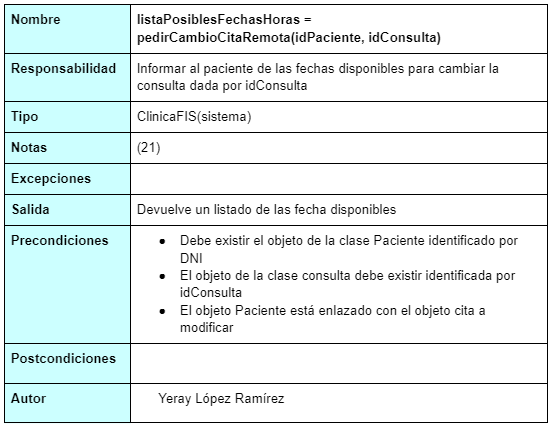 Nombre
listaPosiblesFechasHoras =
pedirCambioCitaRemota(idPaciente, idConsulta)
Responsabilidad
Informar al paciente de las fechas disponibles para cambiar la
consulta dada por idConsulta
Tipo
ClinicaFIS(sistema)
Notas
(21)
Excepciones
Salida
Devuelve un listado de las fecha disponibles
Precondiciones
● Debe existir el objeto de la clase Paciente identificado por
DNI
● El objeto de la clase consulta debe existir identificada por
idConsulta
● El objeto Paciente está enlazado con el objeto cita a
modificar
Postcondiciones
Autor
Yeray López Ramírez